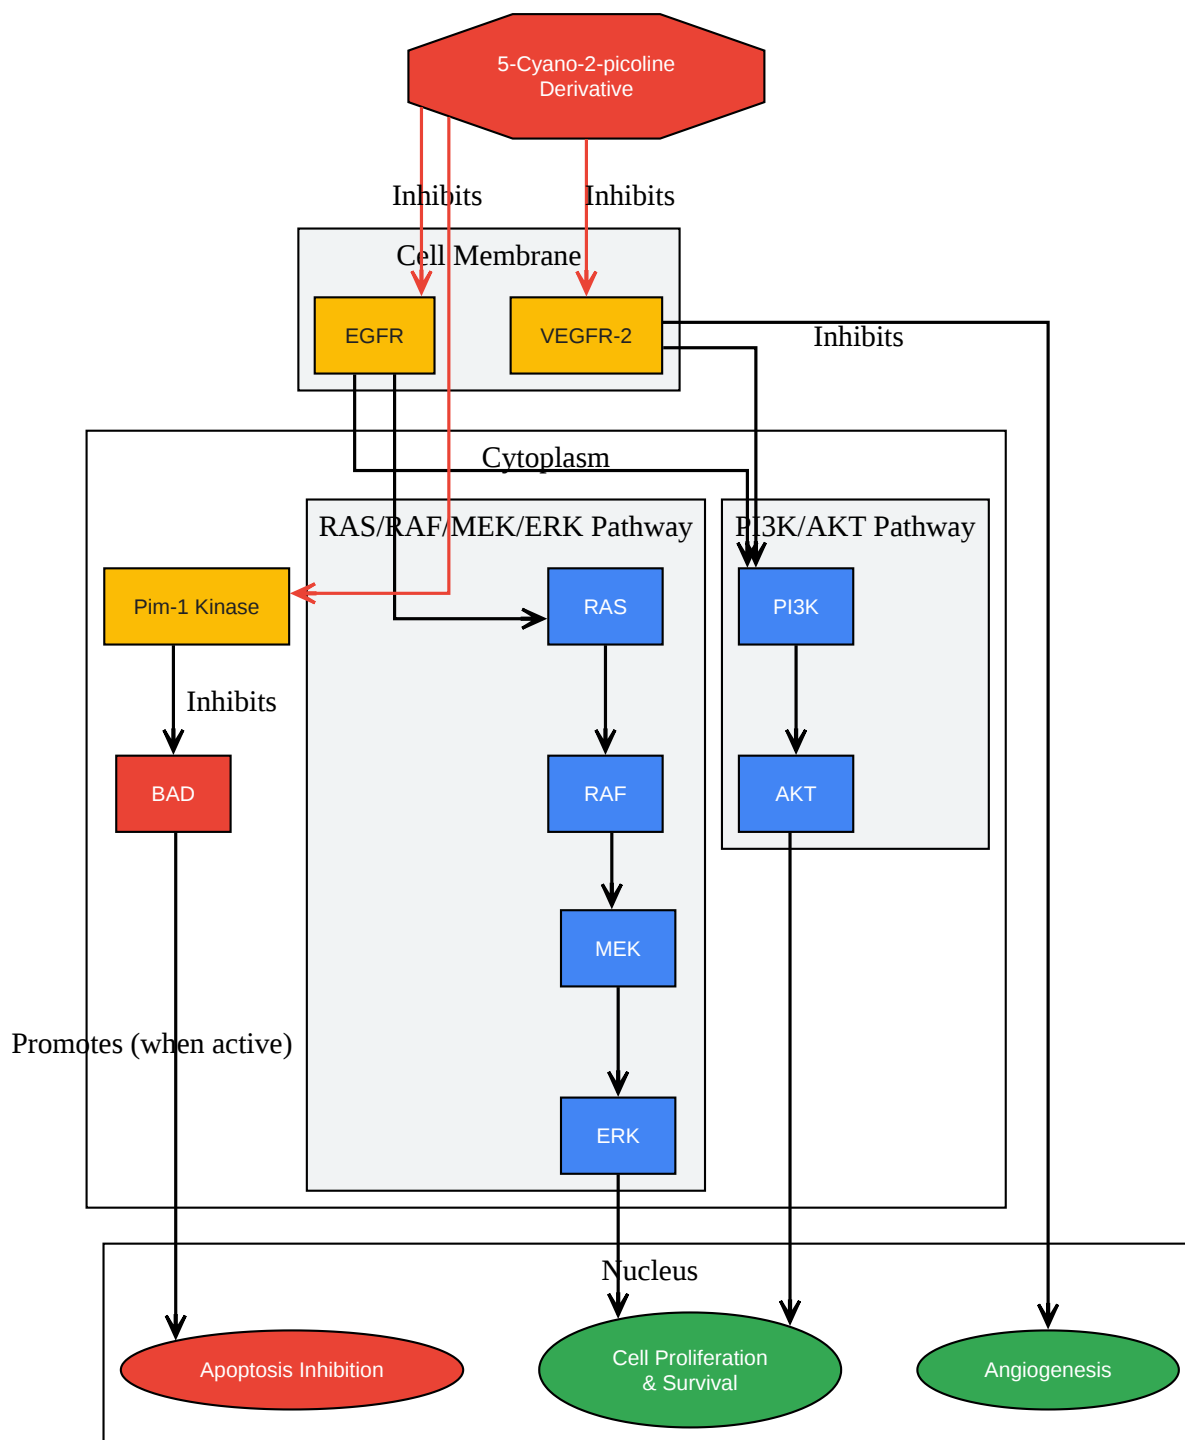 5-Cyano-2-picoline
Derivative
Inhibits
Inhibits
Cell Membrane
EGFR
VEGFR-2
Inhibits
Cytoplasm
RAS/RAF/MEK/ERK Pathway
PI3K/AKT Pathway
Pim-1 Kinase
RAS
PI3K
Inhibits
BAD
RAF
AKT
MEK
Promotes (when active)
ERK
Nucleus
Apoptosis Inhibition
Cell Proliferation
& Survival
Angiogenesis